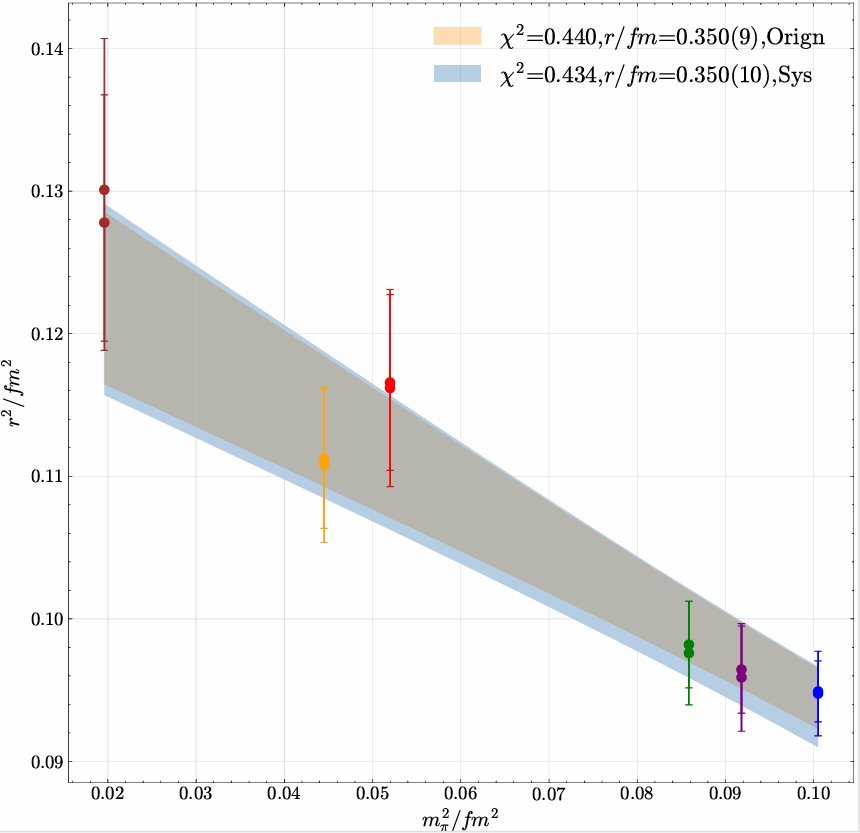 χ²=0.440,r/fm=0.350(9),Orign
χ²=0.434,r/fm=0.350(10),Sys
0.14
0.13
0.12
0.11
0.10
0.09
r²/fm²
0.02 0.03 0.04 0.05 0.06 0.07 0.08 0.09 0.10
m²π/fm²